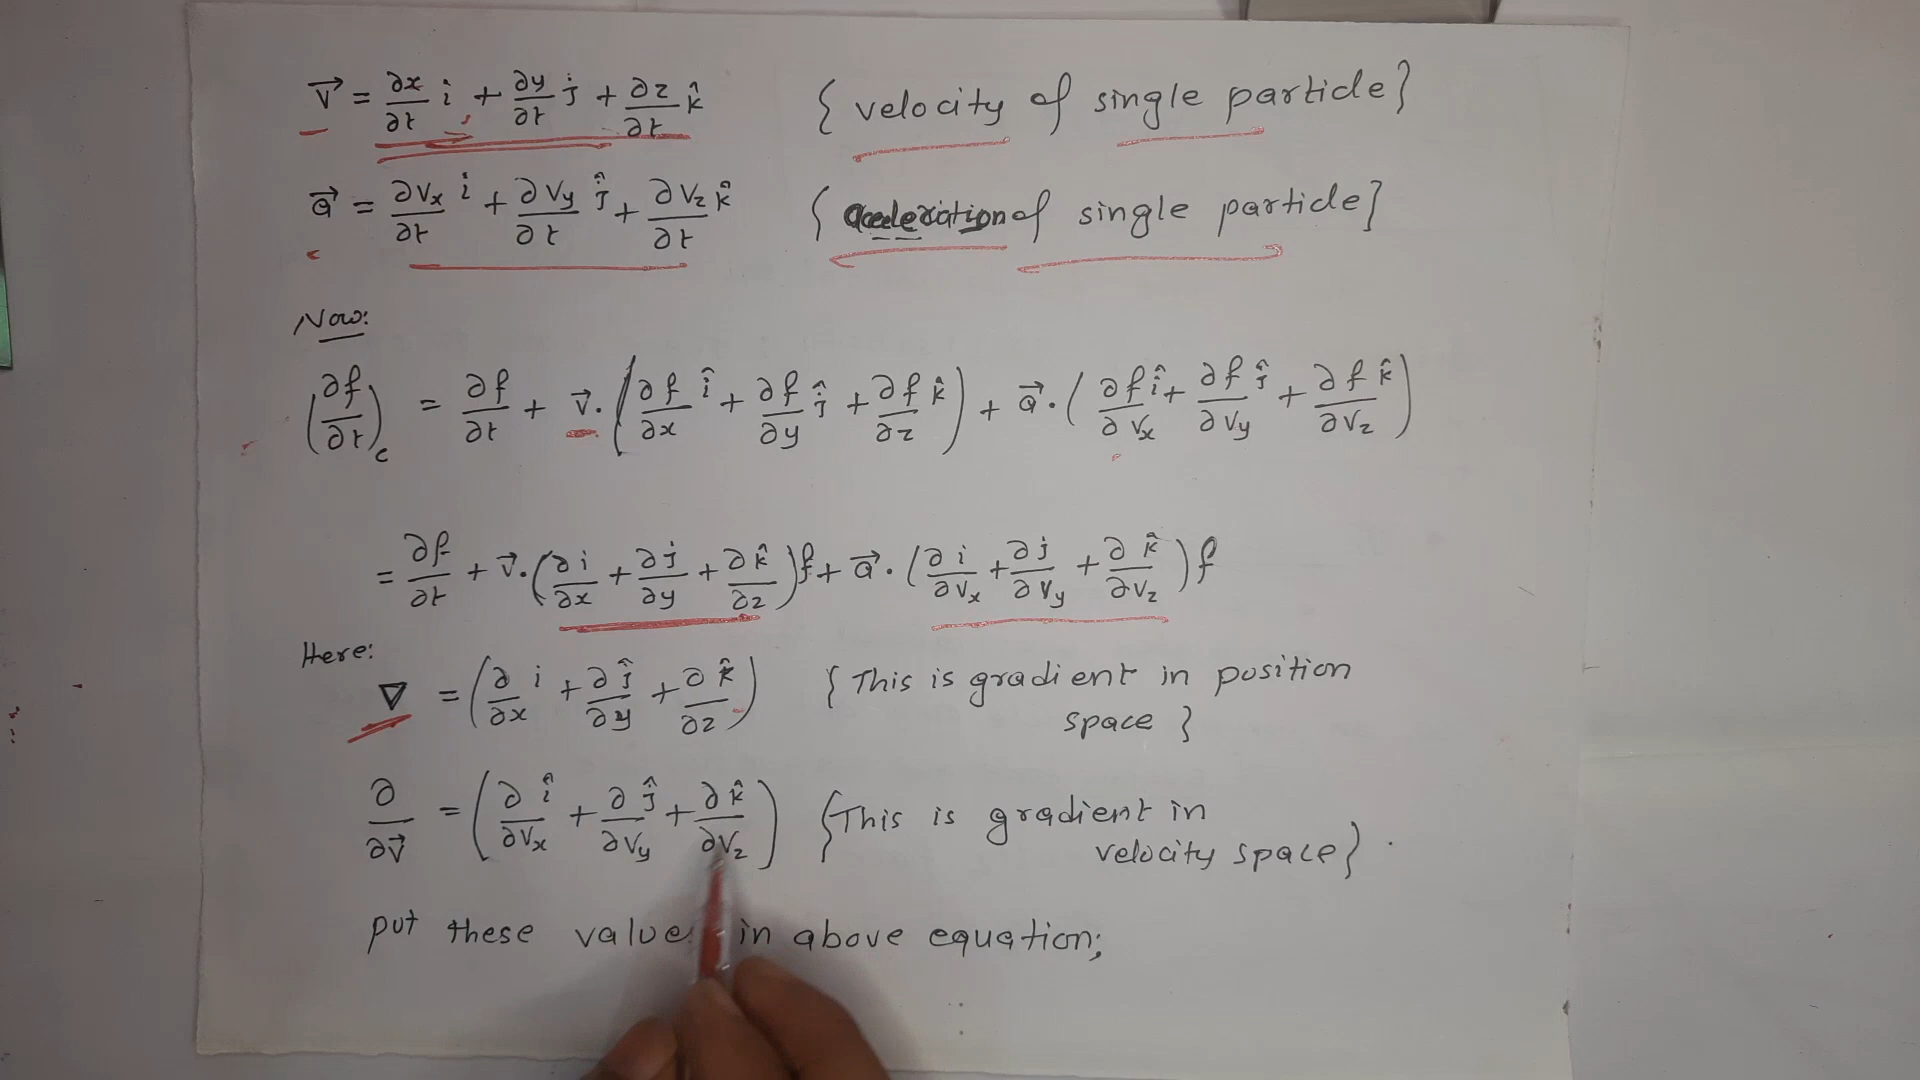 V⃗ = ∂x/∂t i + ∂y/∂t j + ∂z/∂t k̂ { velocity of single particle}
a⃗ = ∂Vx/∂t i + ∂Vy/∂t ĵ + ∂Vz/∂t k̂ { acceleration of single particle}
Now:
(∂f/∂t)c = ∂f/∂t + V⃗. (∂f/∂x î + ∂f/∂y ĵ + ∂f/∂z k̂) + a⃗. (∂f/∂Vx î + ∂f/∂Vy ĵ + ∂f/∂Vz k̂)
= ∂f/∂t + V⃗. (∂i/∂x + ∂j/∂y + ∂k̂/∂z) f + a⃗. (∂i/∂Vx + ∂j/∂Vy + ∂k̂/∂Vz) f
Here:
∇ = (∂/∂x i + ∂ĵ/∂y + ∂k̂/∂z) { This is gradient in position
space }
∂/∂V⃗ = (∂î/∂Vx + ∂ĵ/∂Vy + ∂k̂/∂Vz) {This is gradient in
velocity space}
put these value in above equation;